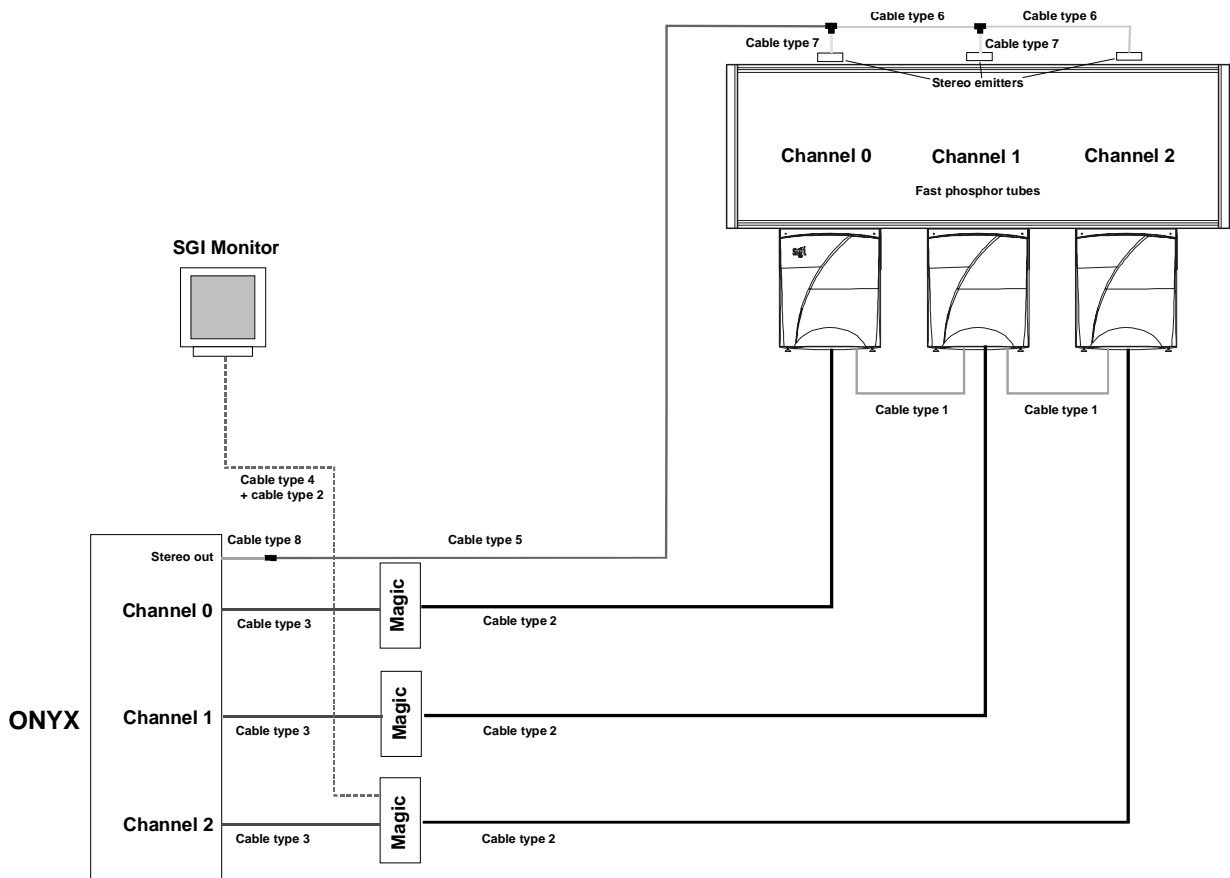 Cable type 6
Cable type 6
Cable type 7
Cable type 7
Stereo emitters
Channel 0
Channel 1
Channel 2
Fast phosphor tubes
SGI Monitor
sgi
Cable type 1
Cable type 1
Cable type 4
+ cable type 2
Stereo out
Cable type 8
Cable type 5
Channel 0
Cable type 3
Magic
Cable type 2
ONYX
Channel 1
Cable type 3
Magic
Cable type 2
Channel 2
Cable type 3
Magic
Cable type 2